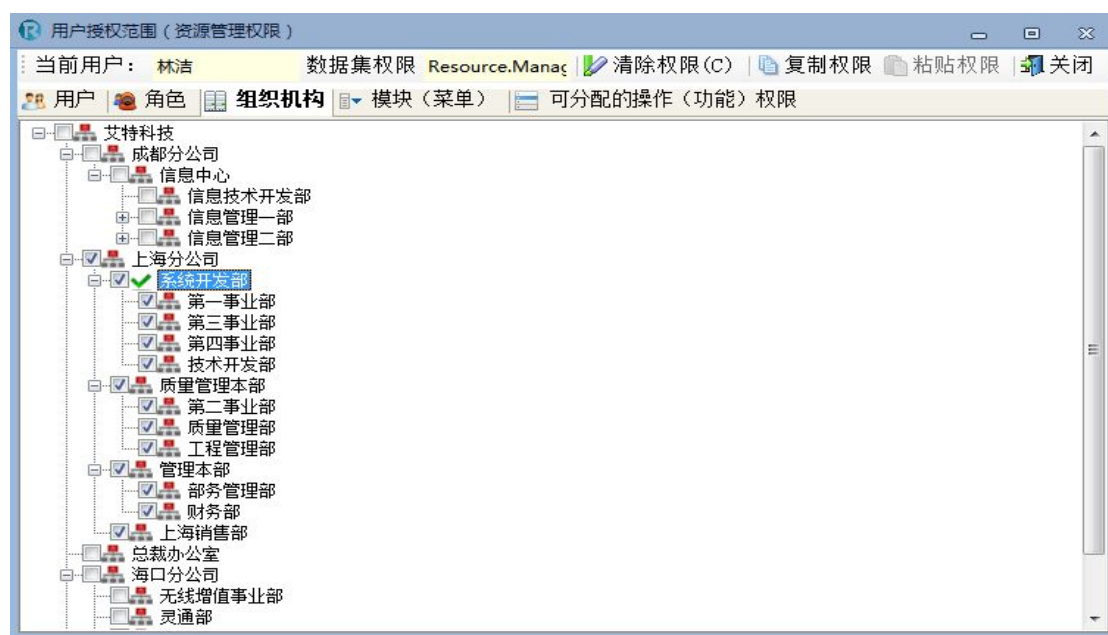 用户授权范围（资源管理权限）
当前用户： 林洁 数据集权限 Resource.Manag 清除权限(C) 复制权限 粘贴权限 关闭
用户 角色 组织机构 模块（菜单） 可分配的操作（功能）权限
艾特科技
成都分公司
信息中心
信息技术开发部
信息管理一部
信息管理二部
上海分公司
系统开发部
第一事业部
第三事业部
第四事业部
技术开发部
质量管理本部
第二事业部
质量管理部
工程管理部
管理本部
部务管理部
财务部
上海销售部
总裁办公室
海口分公司
无线增值事业部
灵通部